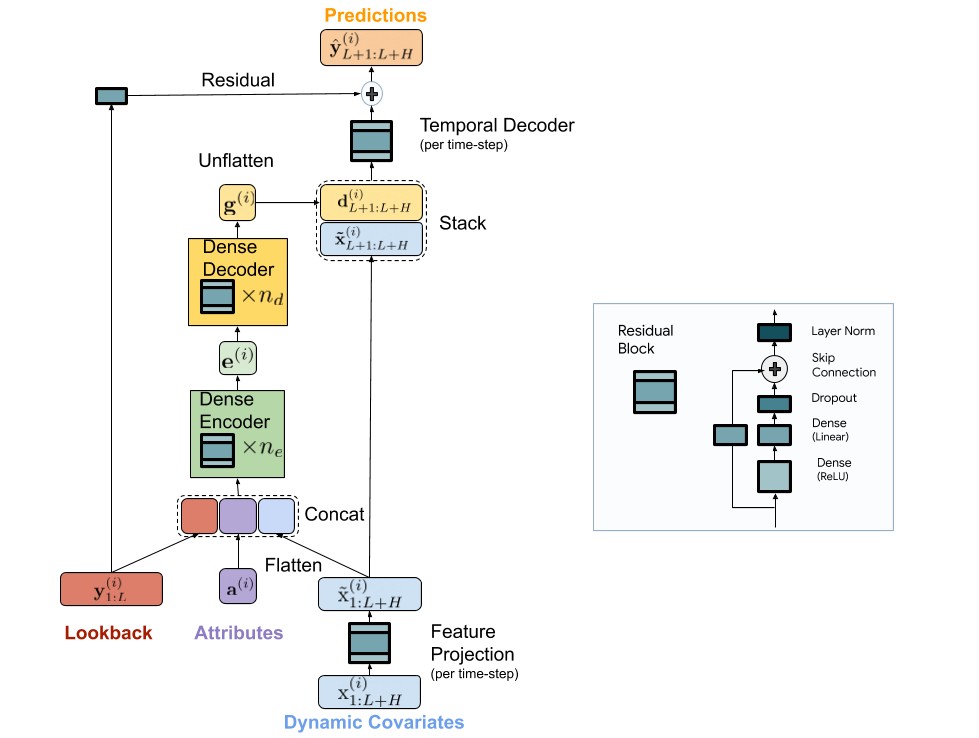 Predictions
ŷ^{(i)}_{L+1:L+H}
Residual
Temporal Decoder
(per time-step)
Unflatten
g^{(i)}
d^{(i)}_{L+1:L+H}
x̃^{(i)}_{L+1:L+H}
Stack
Dense
Decoder
×n_d
e^{(i)}
Dense
Encoder
×n_e
Concat
Flatten
y^{(i)}_{1:L}
a^{(i)}
x̃^{(i)}_{1:L+H}
Lookback
Attributes
Feature
Projection
(per time-step)
x^{(i)}_{1:L+H}
Dynamic Covariates
Residual
Block
Layer Norm
Skip
Connection
Dropout
Dense
(Linear)
Dense
(ReLU)